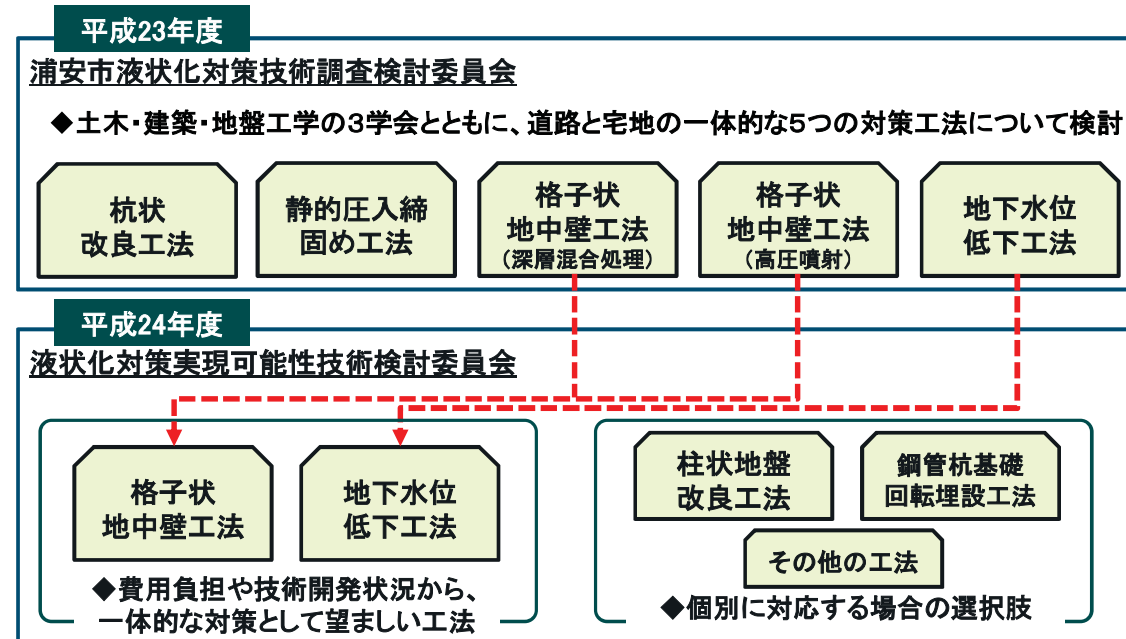 平成23年度
浦安市液状化対策技術調査検討委員会
◆土木・建築・地盤工学の3学会とともに、道路と宅地の一体的な5つの対策工法について検討
杭状
改良工法
静的圧入締
固め工法
格子状
地中壁工法
（深層混合処理）
格子状
地中壁工法
（高圧噴射）
地下水位
低下工法
平成24年度
液状化対策実現可能性技術検討委員会
格子状
地中壁工法
地下水位
低下工法
◆費用負担や技術開発状況から、
一体的な対策として望ましい工法
柱状地盤
改良工法
鋼管杭基礎
回転埋設工法
その他の工法
◆個別に対応する場合の選択肢